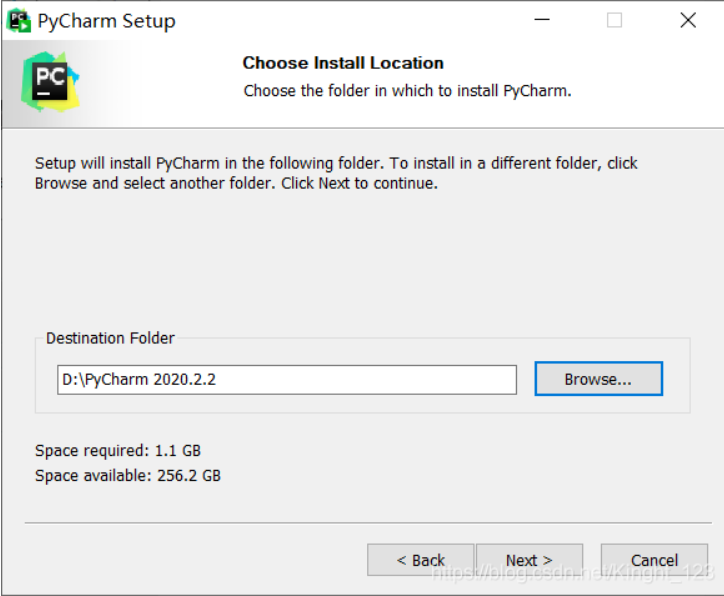 PyCharm Setup
PC
Choose Install Location
Choose the folder in which to install PyCharm.
Setup will install PyCharm in the following folder. To install in a different folder, click
Browse and select another folder. Click Next to continue.
Destination Folder
D:\PyCharm 2020.2.2
Browse...
Space required: 1.1 GB
Space available: 256.2 GB
< Back
Next >
Cancel
https://blog.csdn.net/Kinght_123